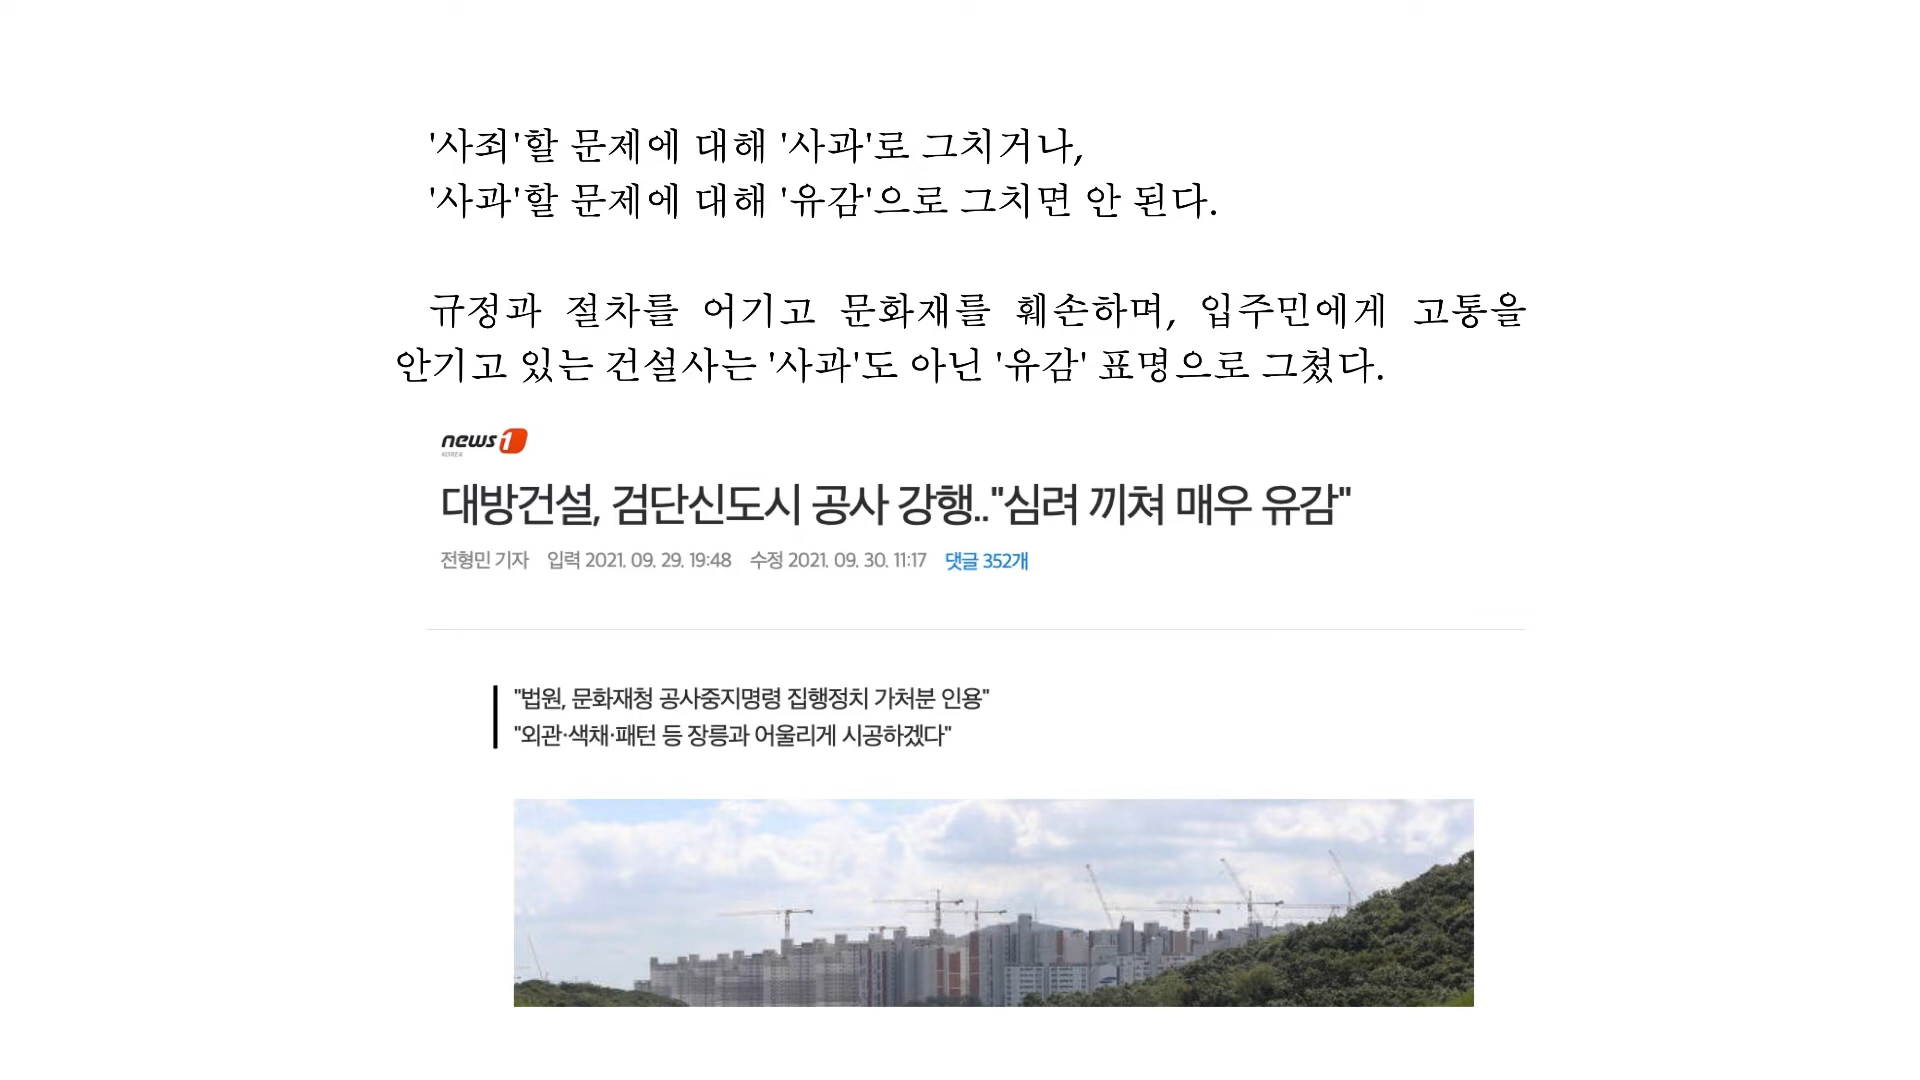 '사죄'할 문제에 대해 '사과'로 그치거나,
'사과'할 문제에 대해 '유감'으로 그치면 안 된다.
규정과 절차를 어기고 문화재를 훼손하며, 입주민에게 고통을
안기고 있는 건설사는 '사과'도 아닌 '유감' 표명으로 그쳤다.
news1
KOREA
대방건설, 검단신도시 공사 강행.."심려 끼쳐 매우 유감"
전형민 기자 입력 2021. 09. 29. 19:48 수정 2021. 09. 30. 11:17 댓글 352개
"법원, 문화재청 공사중지명령 집행정치 가처분 인용"
"외관·색채·패턴 등 장릉과 어울리게 시공하겠다"